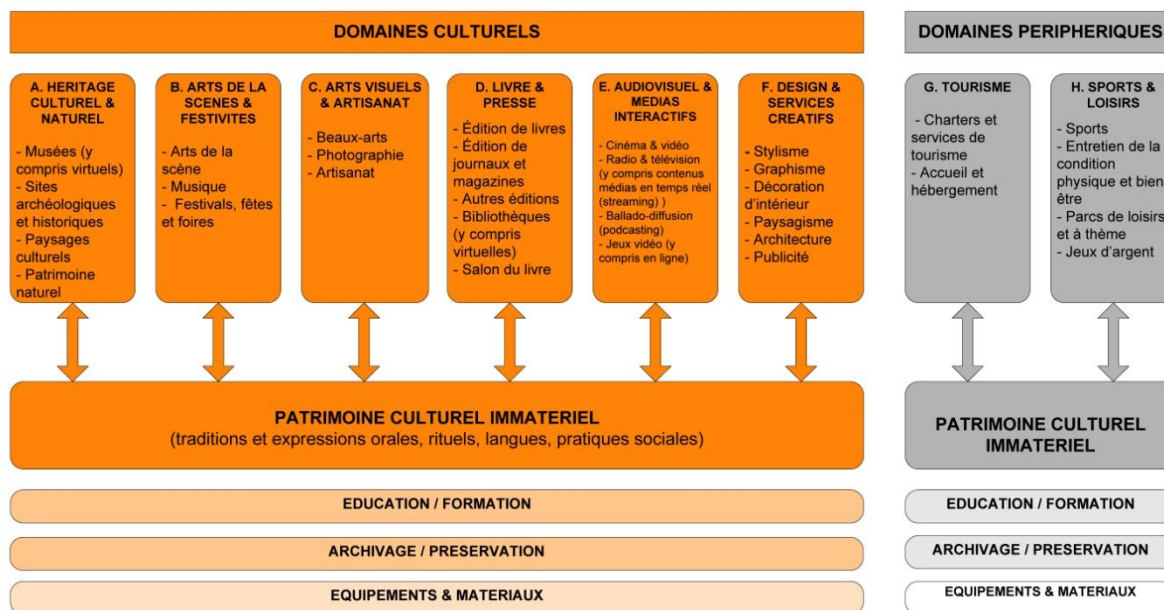 DOMAINES CULTURELS
A. HERITAGE
CULTUREL &
NATUREL
- Musées (y
compris virtuels)
- Sites
archéologiques
et historiques
- Paysages
culturels
- Patrimoine
naturel
B. ARTS DE LA
SCENES &
FESTIVITES
- Arts de la
scène
- Musique
- Festivals, fêtes
et foires
C. ARTS VISUELS
& ARTISANAT
- Beaux-arts
- Photographie
- Artisanat
D. LIVRE &
PRESSE
- Édition de livres
- Édition de
journaux et
magazines
- Autres éditions
- Bibliothèques
(y compris
virtuelles)
- Salon du livre
E. AUDIOVISUEL &
MEDIAS
INTERACTIFS
- Cinéma & vidéo
- Radio & télévision
(y compris contenus
médias en temps réel
(streaming) )
- Ballado-diffusion
(podcasting)
- Jeux vidéo (y
compris en ligne)
F. DESIGN &
SERVICES
CREATIFS
- Stylisme
- Graphisme
- Décoration
d'intérieur
- Paysagisme
- Architecture
- Publicité
PATRIMOINE CULTUREL IMMATERIEL
(traditions et expressions orales, rituels, langues, pratiques sociales)
EDUCATION / FORMATION
ARCHIVAGE / PRESERVATION
EQUIPEMENTS & MATERIAUX
DOMAINES PERIPHERIQUES
G. TOURISME
- Charters et
services de
tourisme
- Accueil et
hébergement
H. SPORTS &
LOISIRS
- Sports
- Entretien de la
condition
physique et bien
être
- Parcs de loisirs
et à thème
- Jeux d'argent
PATRIMOINE CULTUREL
IMMATERIEL
EDUCATION / FORMATION
ARCHIVAGE / PRESERVATION
EQUIPEMENTS & MATERIAUX